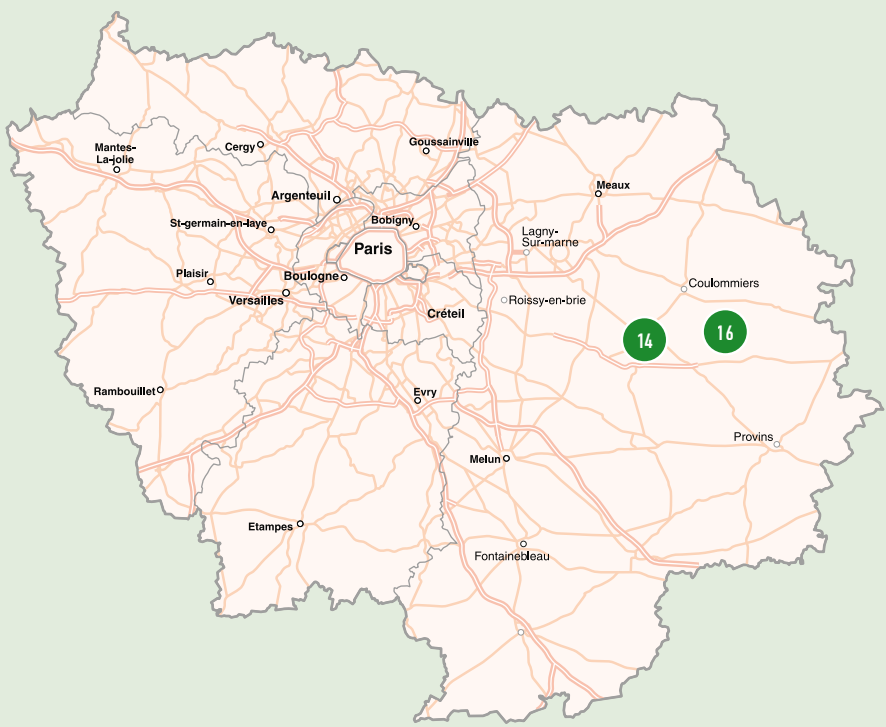 Mantes-
La-jolie
Cergy
Goussainville
Meaux
Argenteuil
St-germain-en-laye
Bobigny
Lagny-
Sur-marne
Paris
Plaisir
Boulogne
Coulommiers
Versailles
Roissy-en-brie
Créteil
14
16
Rambouillet
Evry
Provins
Melun
Etampes
Fontainebleau